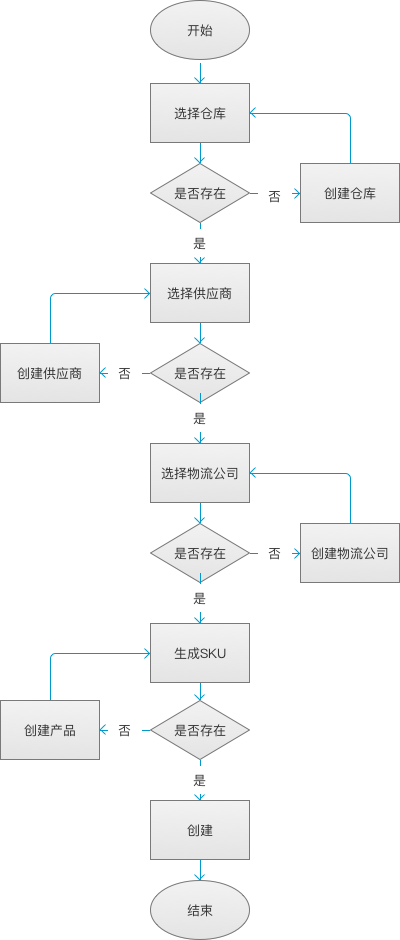 开始
选择仓库
是否存在
否
创建仓库
是
选择供应商
创建供应商
否
是否存在
是
选择物流公司
是否存在
否
创建物流公司
是
生成SKU
创建产品
否
是否存在
是
创建
结束